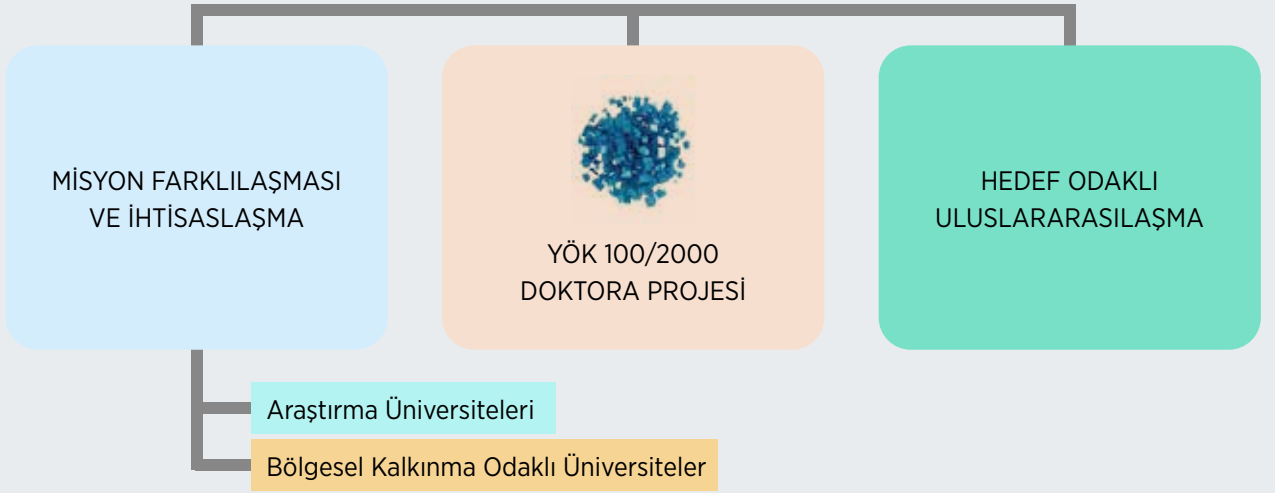 MİSYON FARKLILAŞMASI
VE İHTİSASLAŞMA
YÖK 100/2000
DOKTORA PROJESİ
HEDEF ODAKLI
ULUSLARARASILAŞMA
Araştırma Üniversiteleri
Bölgesel Kalkınma Odaklı Üniversiteler